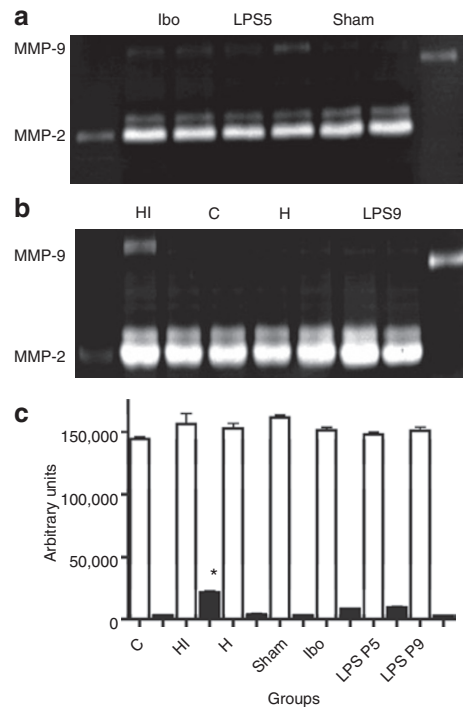 a
Ibo LPS5 Sham
MMP-9
MMP-2
b
HI C H LPS9
MMP-9
MMP-2
c
150,000
100,000
50,000
0
Arbitrary units
*
C HI H Sham Ibo LPS P5 LPS P9
Groups